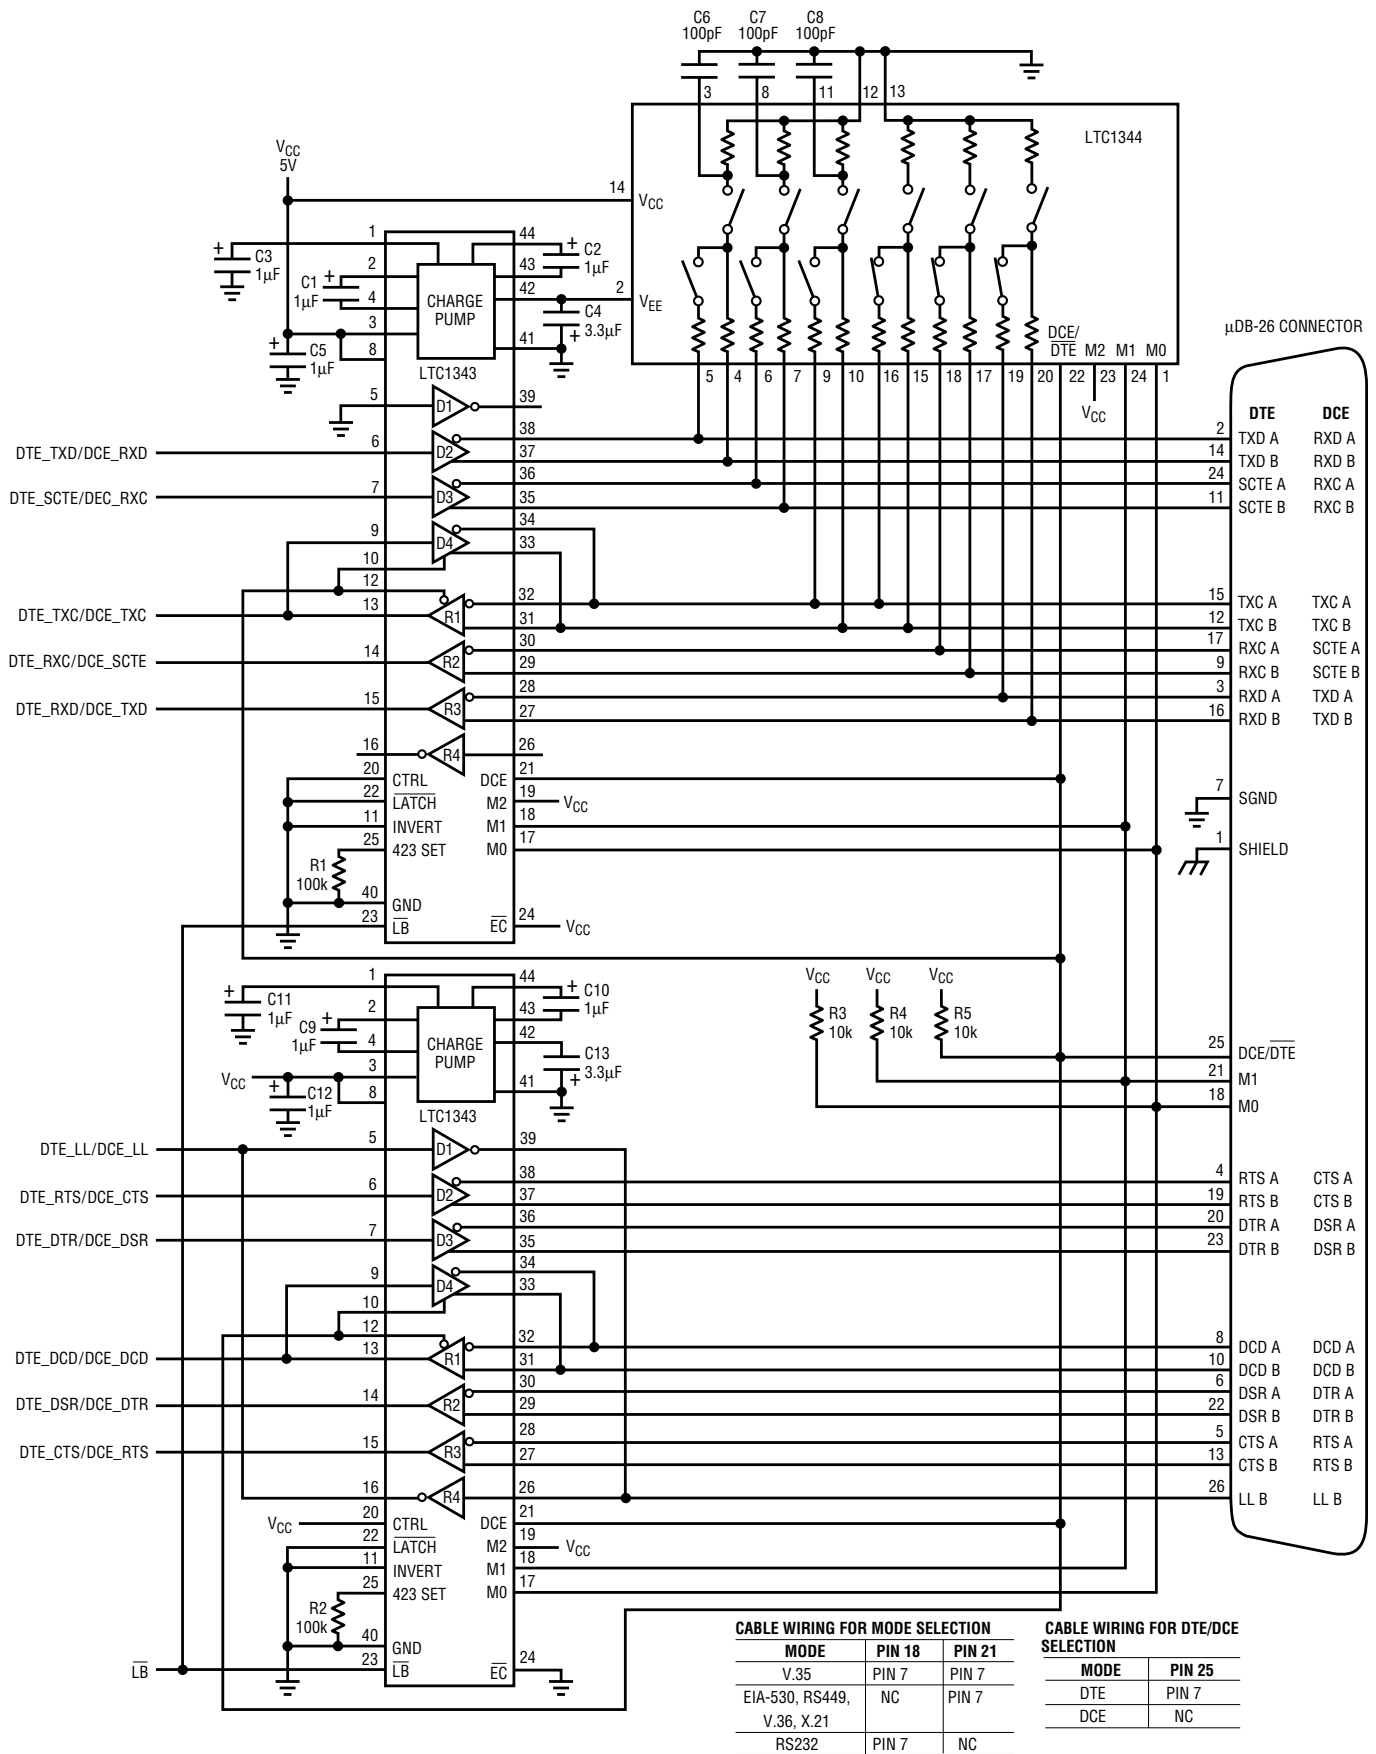 C6
100pF
C7
100pF
C8
100pF
3
8
11
12
13
LTC1344
VCC
5V
14
VCC
2
VEE
DCE/
DTE
M2
M1
M0
5
4
6
7
9
10
16
15
18
17
19
20
22
23
24
1
VCC
1
2
4
3
8
44
43
42
41
C3
1µF
C1
1µF
C5
1µF
C2
1µF
C4
3.3µF
CHARGE
PUMP
LTC1343
µDB-26 CONNECTOR
DTE
DCE
5
D1
39
DTE_TXD/DCE_RXD
6
D2
38
37
2
TXD A
RXD A
14
TXD B
RXD B
DTE_SCTE/DEC_RXC
7
D3
36
35
24
SCTE A
RXC A
11
SCTE B
RXC B
9
D4
34
33
10
12
DTE_TXC/DCE_TXC
13
R1
32
31
15
TXC A
TXC A
12
TXC B
TXC B
DTE_RXC/DCE_SCTE
14
R2
30
29
17
RXC A
SCTE A
9
RXC B
SCTE B
DTE_RXD/DCE_TXD
15
R3
28
27
3
RXD A
TXD A
16
RXD B
TXD B
16
R4
26
20
CTRL
DCE
21
22
LATCH
M2
19
VCC
11
INVERT
M1
18
25
423 SET
M0
17
R1
100k
40
GND
23
LB
EC
24
VCC
7
SGND
1
SHIELD
1
2
4
3
8
44
43
42
41
C11
1µF
C9
1µF
VCC
C12
1µF
C10
1µF
C13
3.3µF
CHARGE
PUMP
LTC1343
VCC
VCC
VCC
R3
10k
R4
10k
R5
10k
25
DCE/DTE
21
M1
18
M0
DTE_LL/DCE_LL
5
D1
39
DTE_RTS/DCE_CTS
6
D2
38
37
4
RTS A
CTS A
19
RTS B
CTS B
DTE_DTR/DCE_DSR
7
D3
36
35
20
DTR A
DSR A
23
DTR B
DSR B
9
D4
34
33
10
12
DTE_DCD/DCE_DCD
13
R1
32
31
8
DCD A
DCD A
10
DCD B
DCD B
DTE_DSR/DCE_DTR
14
R2
30
29
6
DSR A
DTR A
22
DSR B
DTR B
DTE_CTS/DCE_RTS
15
R3
28
27
5
CTS A
RTS A
13
CTS B
RTS B
16
R4
26
26
LL B
LL B
VCC
20
CTRL
DCE
21
22
LATCH
M2
19
VCC
11
INVERT
M1
18
25
423 SET
M0
17
R2
100k
40
GND
LB
23
LB
EC
24
CABLE WIRING FOR MODE SELECTION
MODE PIN 18 PIN 21
V.35 PIN 7 PIN 7
EIA-530, RS449, NC PIN 7
V.36, X.21
RS232 PIN 7 NC
CABLE WIRING FOR DTE/DCE
SELECTION
MODE PIN 25
DTE PIN 7
DCE NC